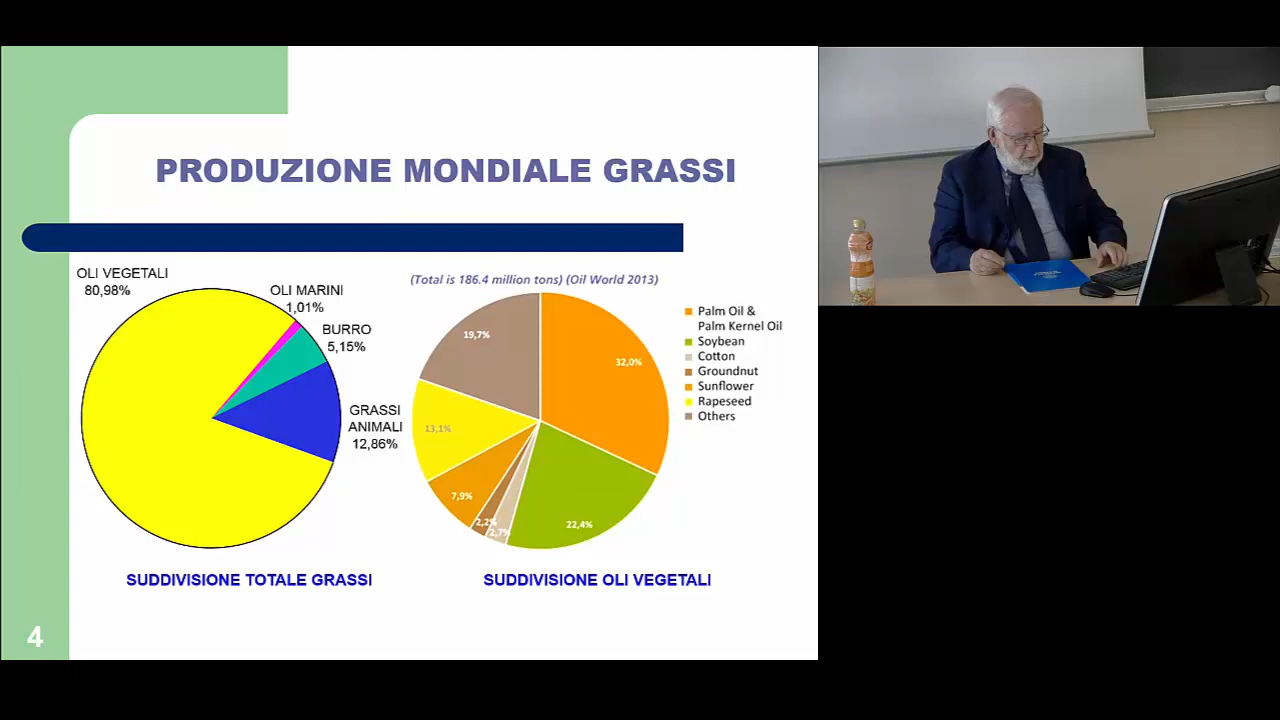 PRODUZIONE MONDIALE GRASSI
OLI VEGETALI
80,98%
OLI MARINI
1,01%
BURRO
5,15%
GRASSI
ANIMALI
12,86%
SUDDIVISIONE TOTALE GRASSI
(Total is 186.4 million tons) (Oil World 2013)
19,7%
32,0%
13,1%
7,9%
2,2%
2,7%
22,4%
Palm Oil &
Palm Kernel Oil
Soybean
Cotton
Groundnut
Sunflower
Rapeseed
Others
SUDDIVISIONE OLI VEGETALI
4